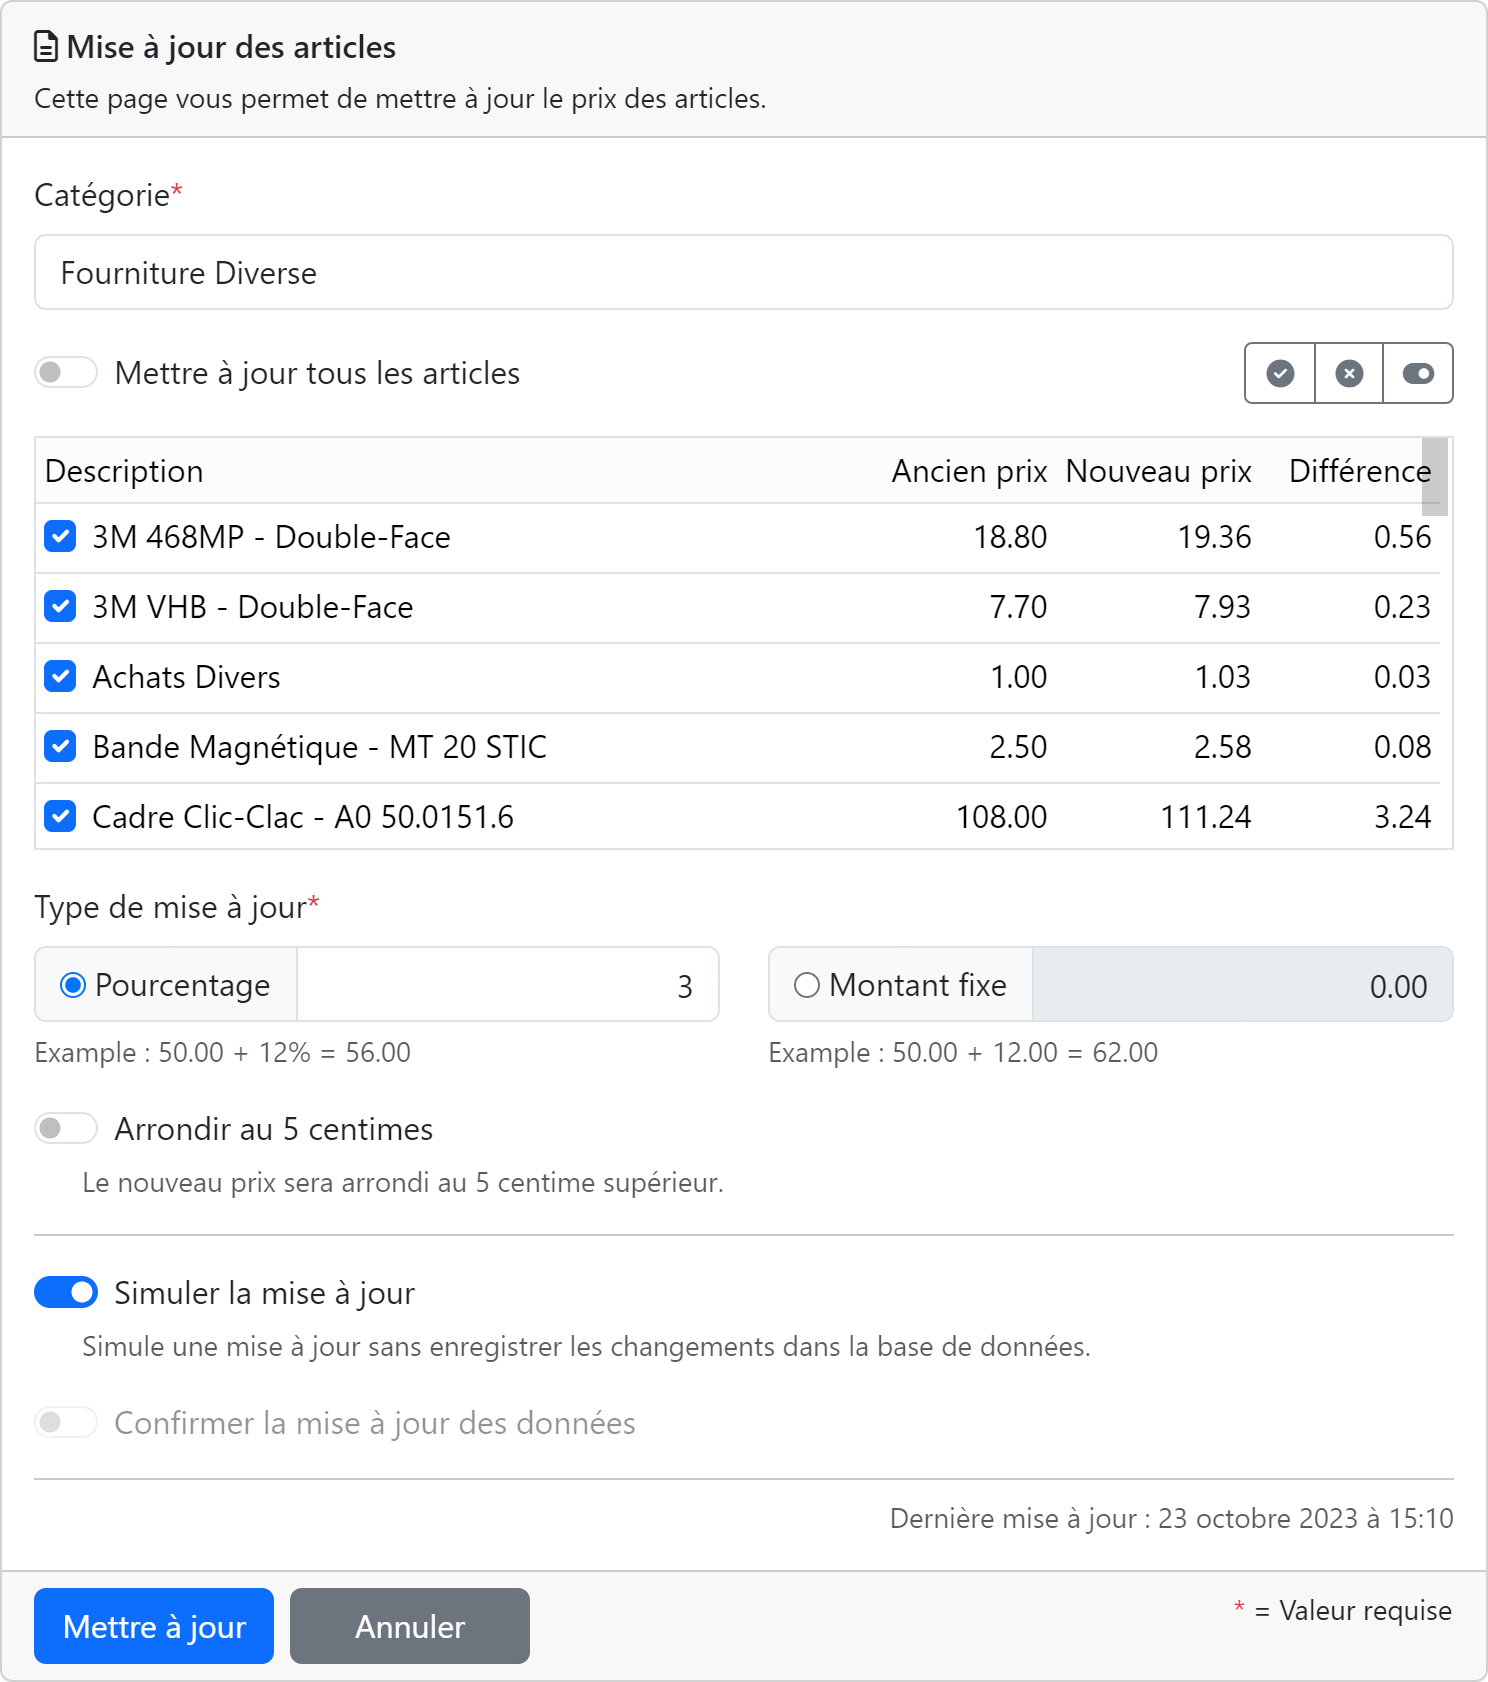 Mise à jour des articles
Cette page vous permet de mettre à jour le prix des articles.
Catégorie*
Fourniture Diverse
Mettre à jour tous les articles
Description Ancien prix Nouveau prix Différence
3M 468MP - Double-Face 18.80 19.36 0.56
3M VHB - Double-Face 7.70 7.93 0.23
Achats Divers 1.00 1.03 0.03
Bande Magnétique - MT 20 STIC 2.50 2.58 0.08
Cadre Clic-Clac - A0 50.0151.6 108.00 111.24 3.24
Type de mise à jour*
Pourcentage 3 Montant fixe 0.00
Example : 50.00 + 12% = 56.00 Example : 50.00 + 12.00 = 62.00
Arrondir au 5 centimes
Le nouveau prix sera arrondi au 5 centime supérieur.
Simuler la mise à jour
Simule une mise à jour sans enregistrer les changements dans la base de données.
Confirmer la mise à jour des données
Dernière mise à jour : 23 octobre 2023 à 15:10
Mettre à jour Annuler * = Valeur requise